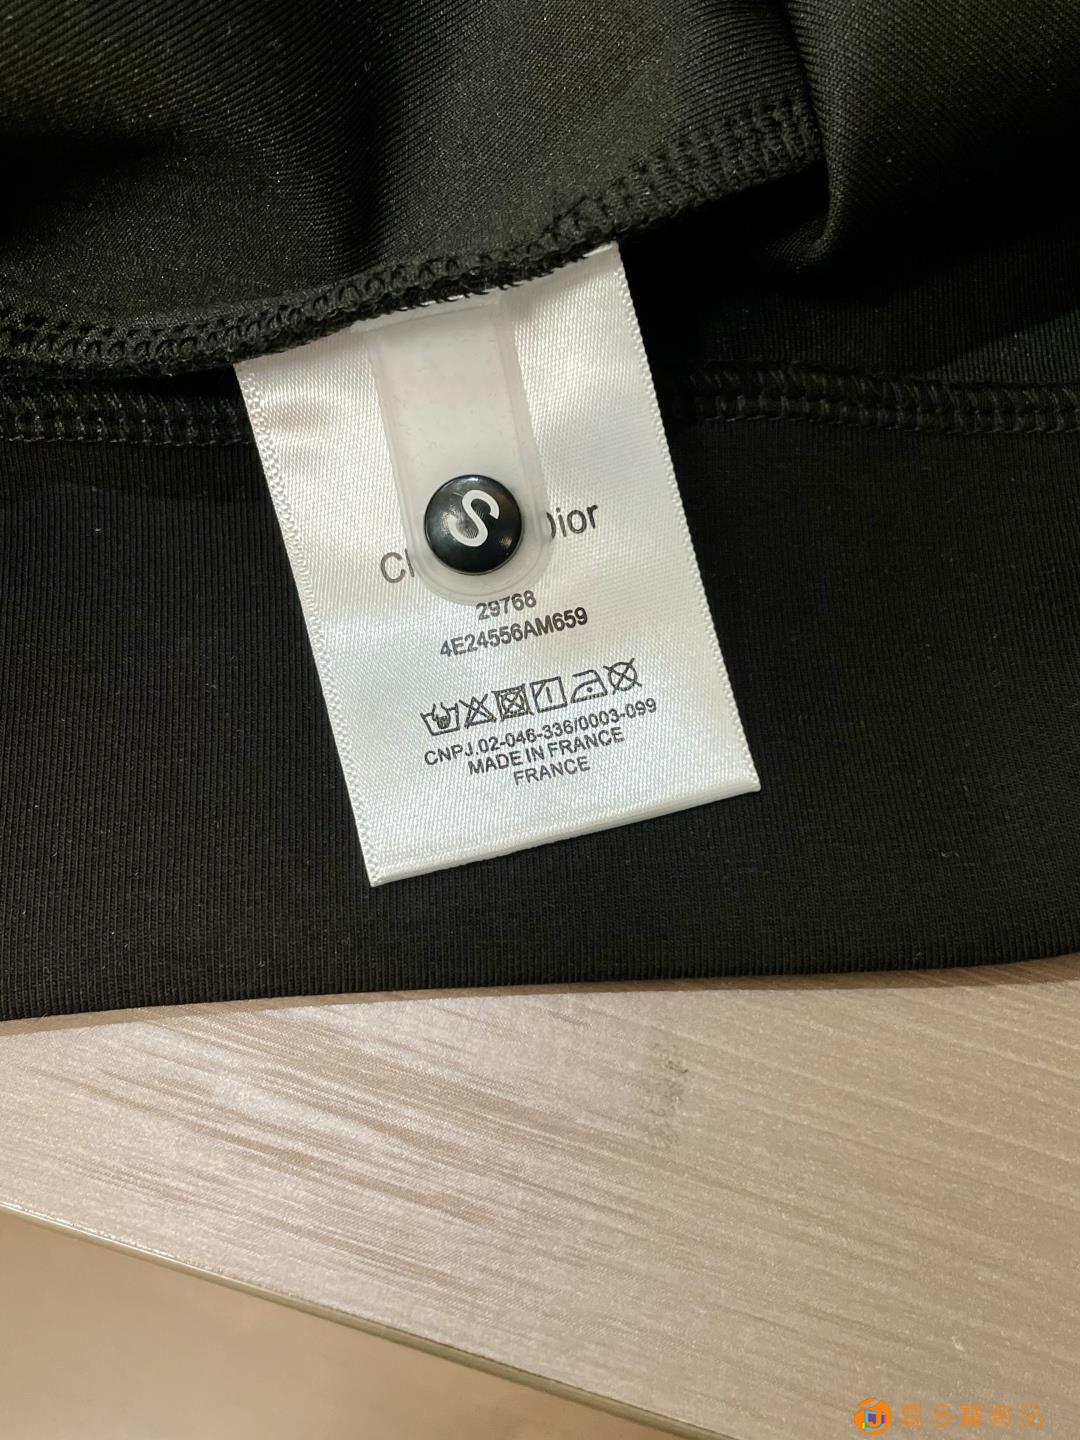 S
Dior
29768
4E24556AM659
CNPJ.02-046-336/0003-099
MADE IN FRANCE
FRANCE